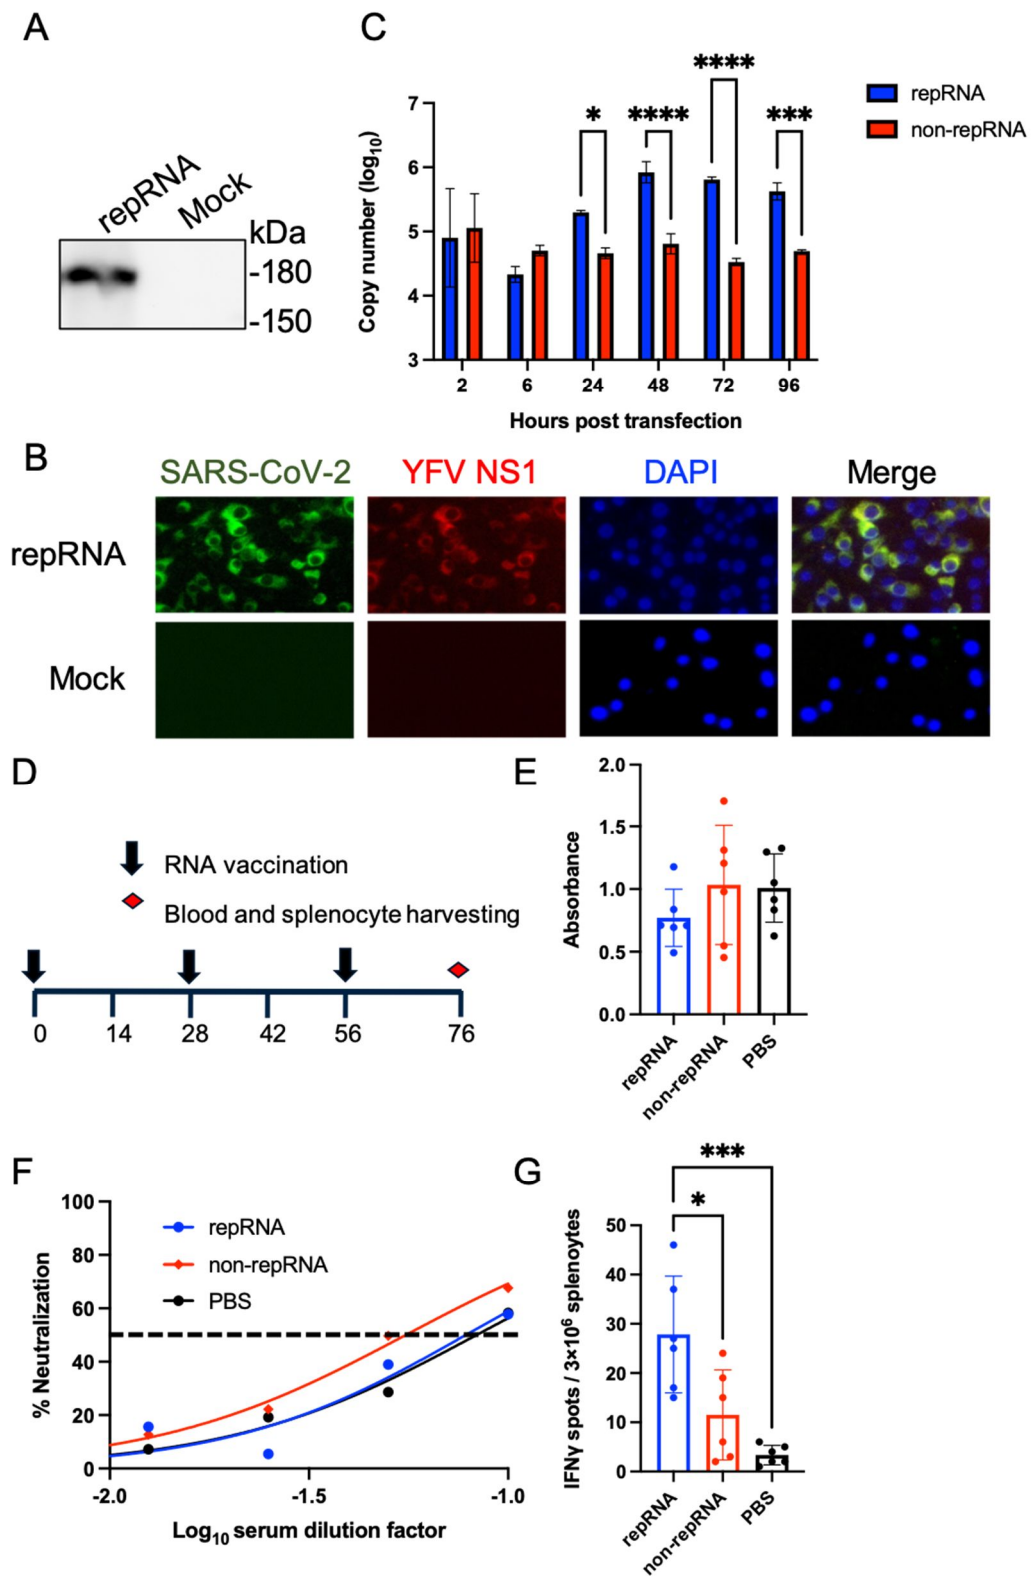 A
repRNA
Mock
kDa
-180
-150
C
****
* **** ***
repRNA
non-repRNA
Copy number (log10)
7
6
5
4
3
2 6 24 48 72 96
Hours post transfection
B
SARS-CoV-2 YFV NS1 DAPI Merge
repRNA
Mock
D
RNA vaccination
Blood and splenocyte harvesting
0 14 28 42 56 76
E
Absorbance
2.0
1.5
1.0
0.5
0.0
repRNA
non-repRNA
PBS
F
% Neutralization
100
80
60
40
20
0
repRNA
non-repRNA
PBS
-2.0 -1.5 -1.0
Log10 serum dilution factor
G
***
*
IFNγ spots / 3×10⁶ splenoytes
50
40
30
20
10
0
repRNA
non-repRNA
PBS